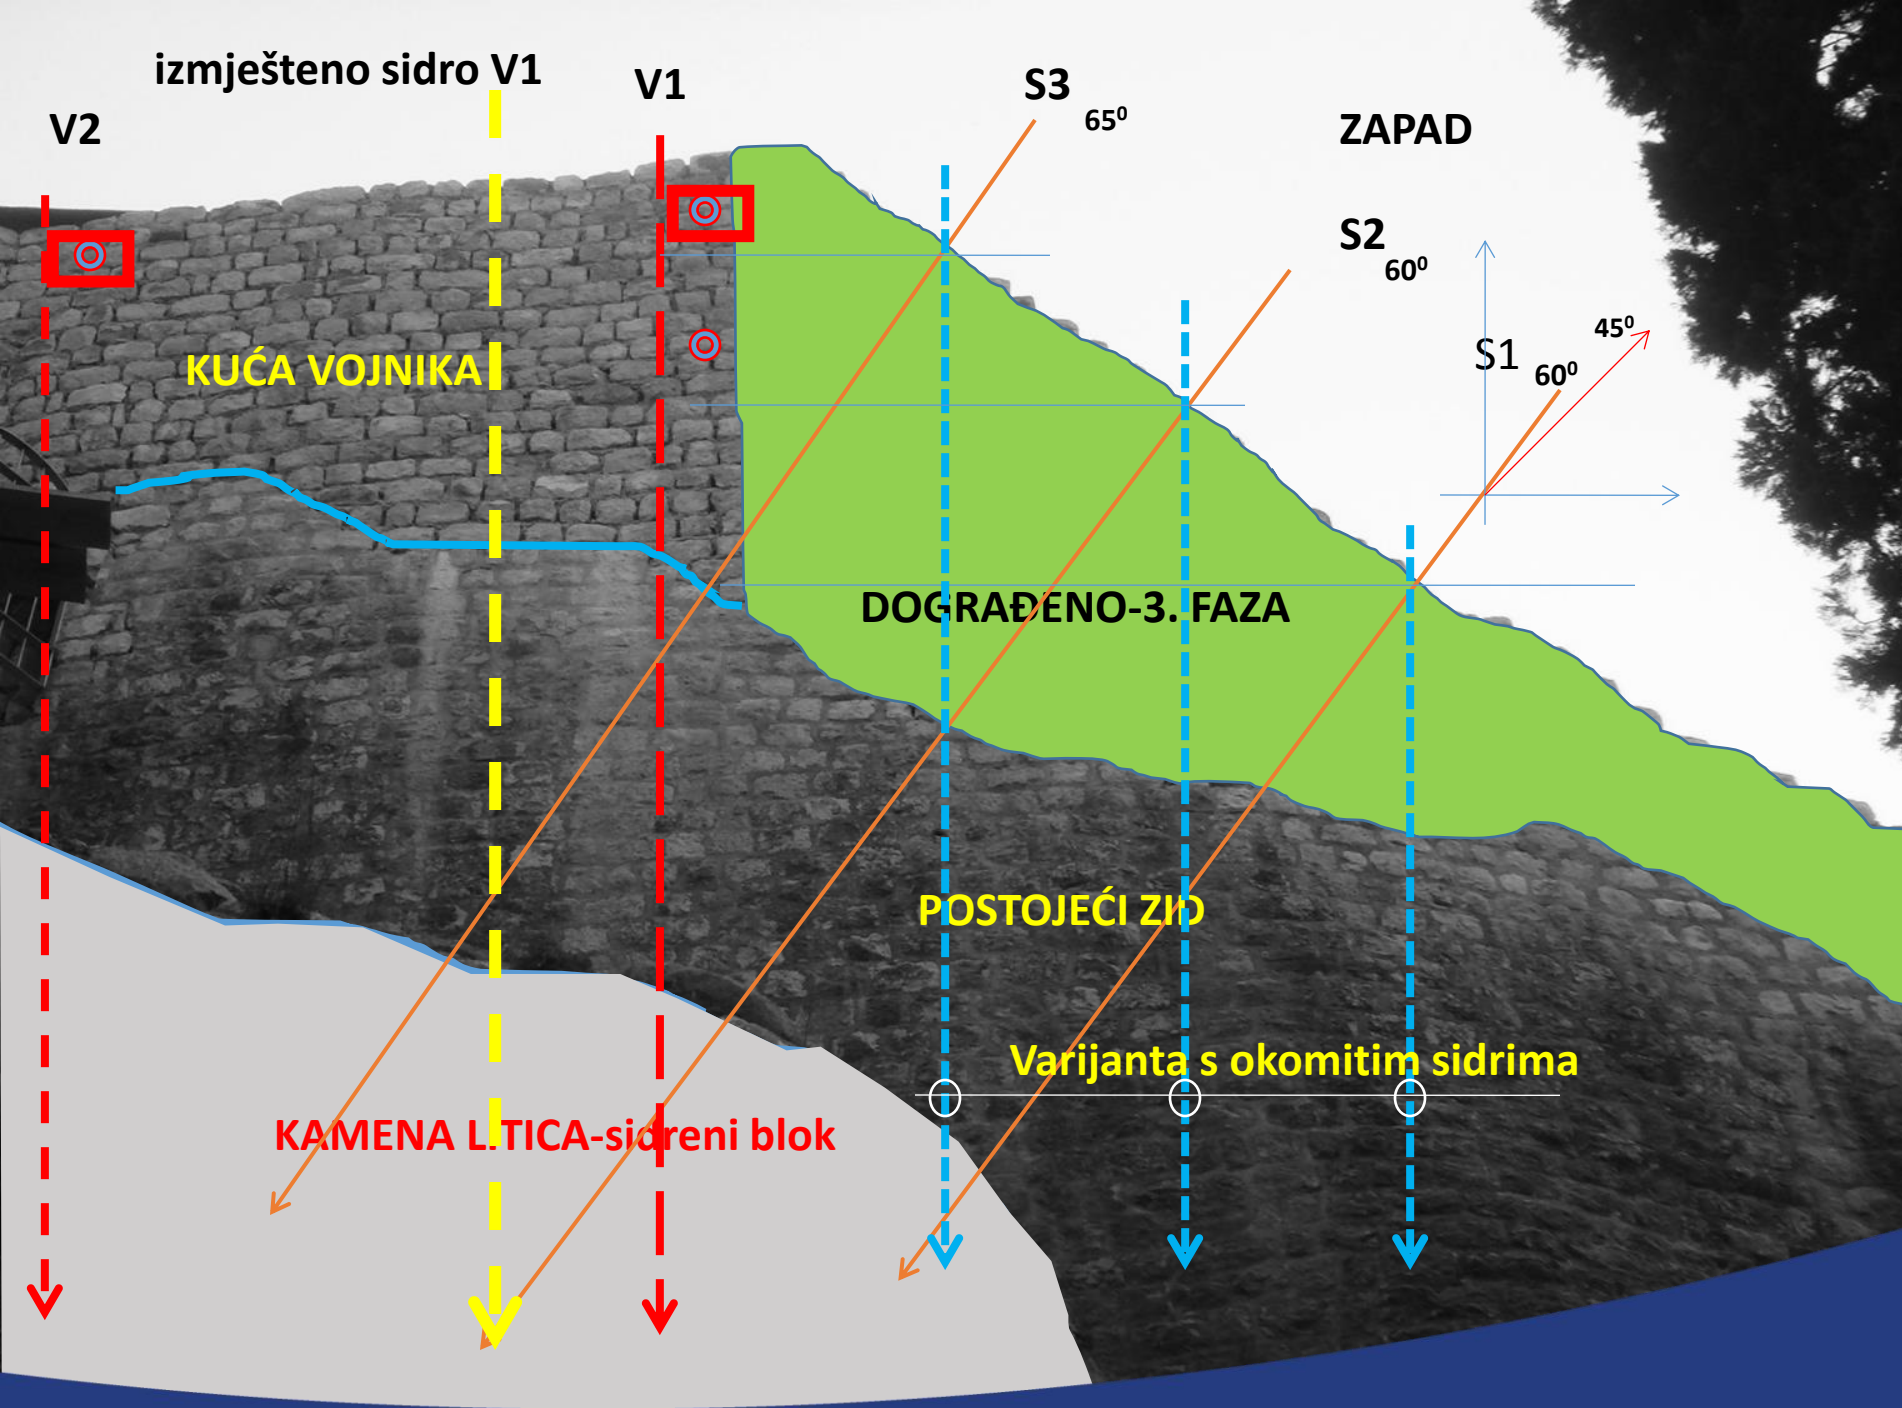 izmješteno sidro V1
V1
S3
65⁰
V2
ZAPAD
S2
60⁰
45⁰
S1
60⁰
KUĆA VOJNIKA
DOGRAĐENO-3. FAZA
POSTOJEĆI ZID
Varijanta s okomitim sidrima
KAMENA LITICA-sidreni blok